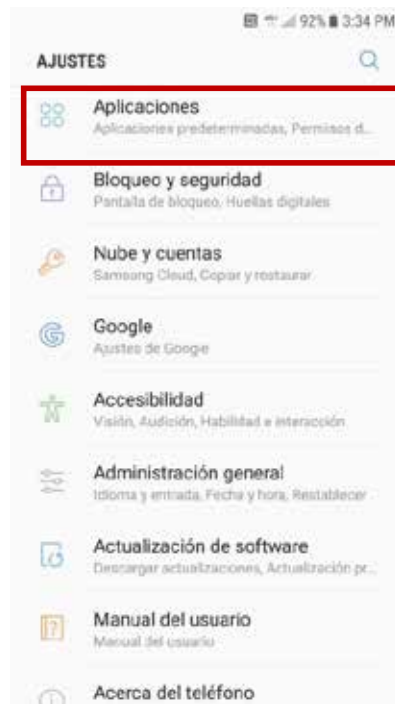 92% 3:34 PM
AJUSTES
Aplicaciones
Aplicaciones predeterminadas, Permisos d...
Bloqueo y seguridad
Pantalla de bloqueo, Huellas digitales
Nube y cuentas
Samsung Cloud, Copiar y restaurar
Google
Ajustes de Google
Accesibilidad
Visión, Audición, Habilidad e interacción
Administración general
Idioma y entrada, Fecha y hora, Restablecer
Actualización de software
Descargar actualizaciones, Actualización pr...
Manual del usuario
Manual del usuario
Acerca del teléfono